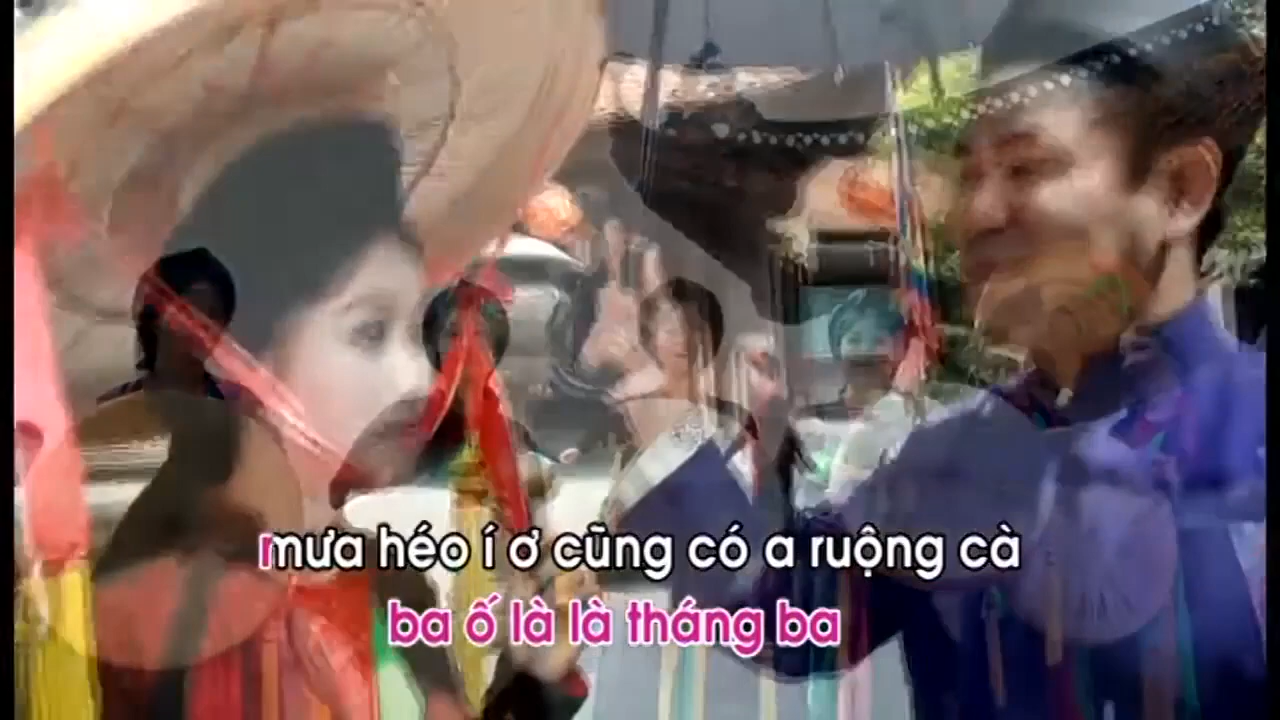 mưa héo í ơ cũng có a ruộng cà
ba ố là là tháng ba